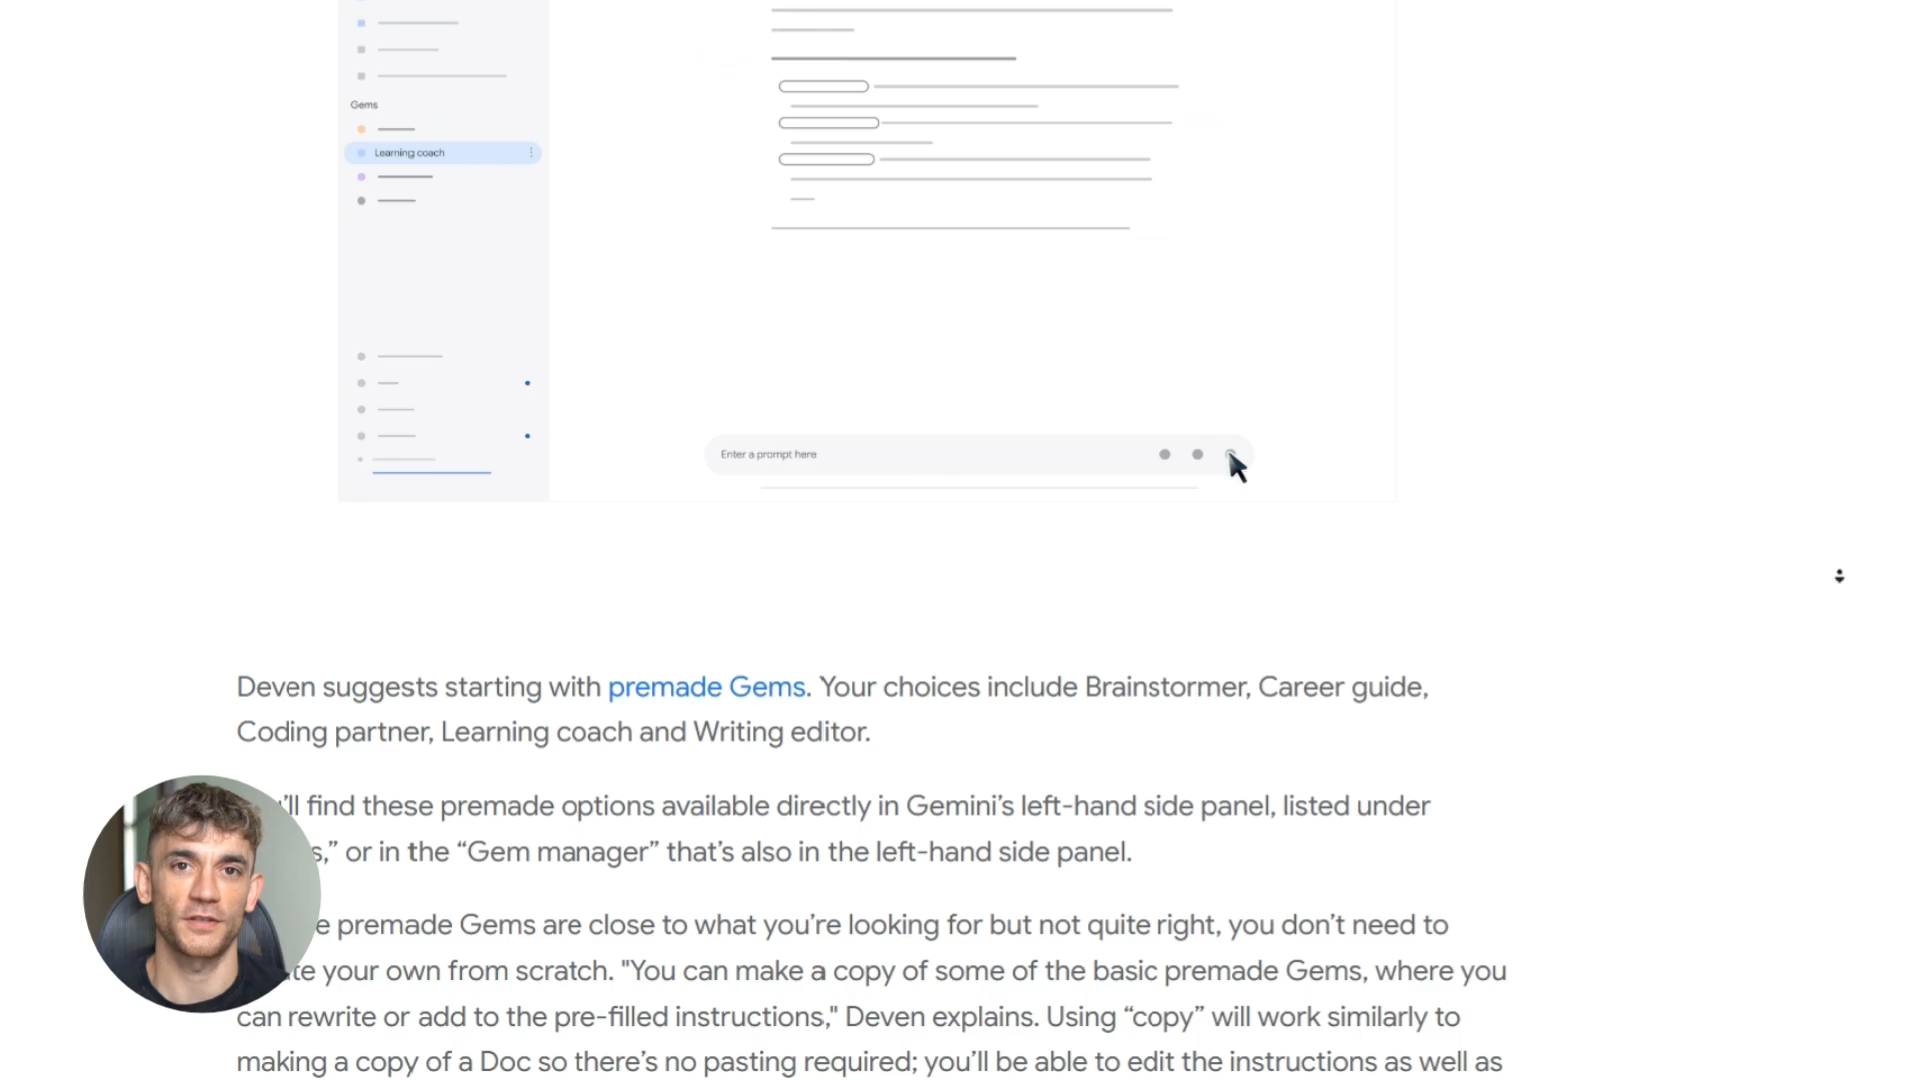 Gems
Learning coach
Enter a prompt here
Deven suggests starting with premade Gems. Your choices include Brainstormer, Career guide,
Coding partner, Learning coach and Writing editor.
'll find these premade options available directly in Gemini’s left-hand side panel, listed under
s,” or in the “Gem manager” that’s also in the left-hand side panel.
e premade Gems are close to what you’re looking for but not quite right, you don’t need to
te your own from scratch. "You can make a copy of some of the basic premade Gems, where you
can rewrite or add to the pre-filled instructions," Deven explains. Using “copy” will work similarly to
making a copy of a Doc so there’s no pasting required; you’ll be able to edit the instructions as well as